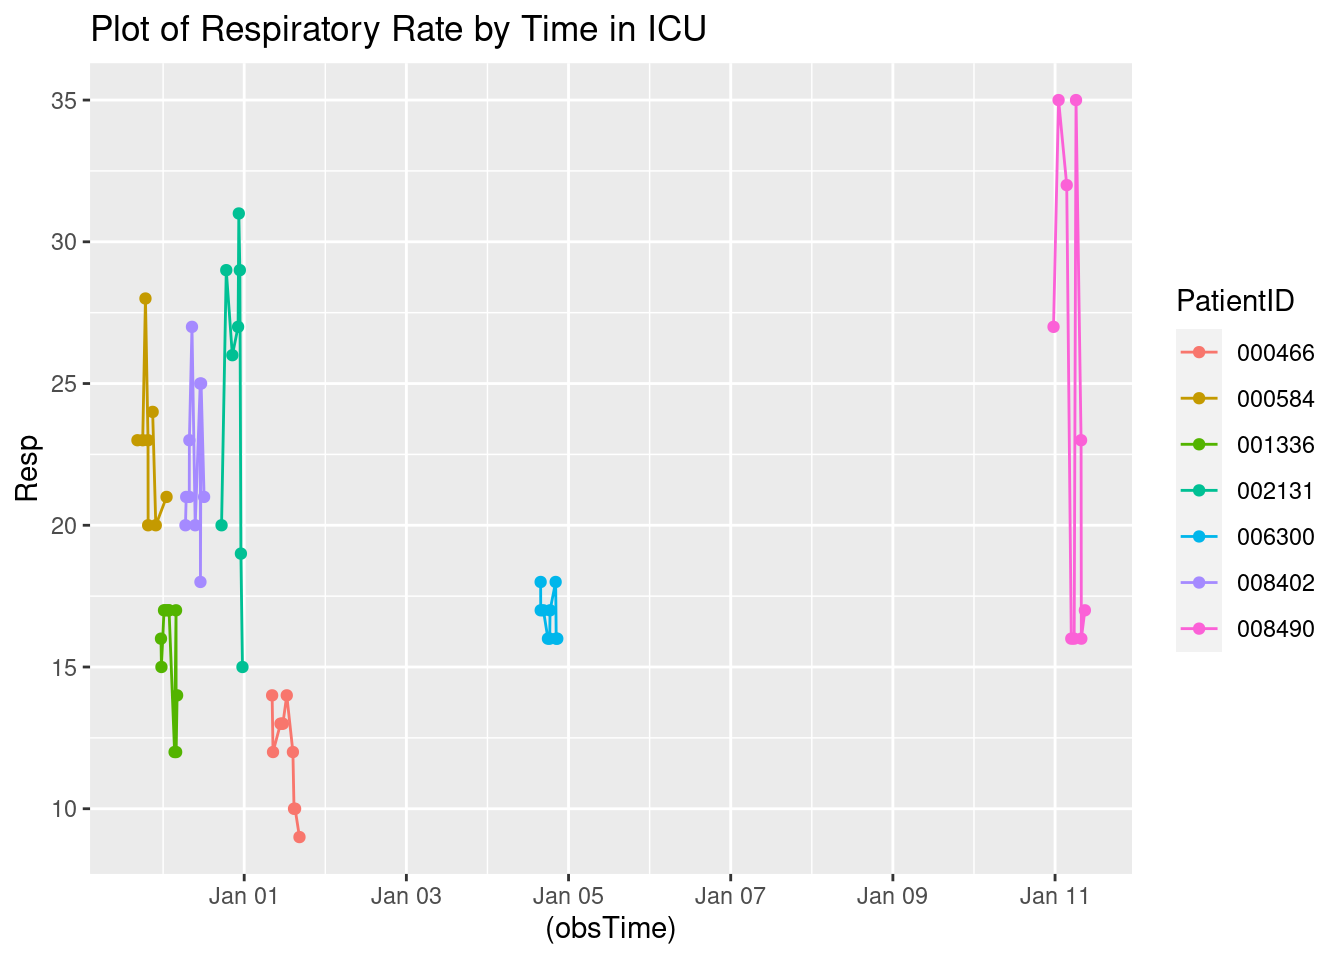 Plot of Respiratory Rate by Time in ICU
35
30
25
20
15
10
Resp
Jan 01
Jan 03
Jan 05
Jan 07
Jan 09
Jan 11
(obsTime)
PatientID
000466
000584
001336
002131
006300
008402
008490